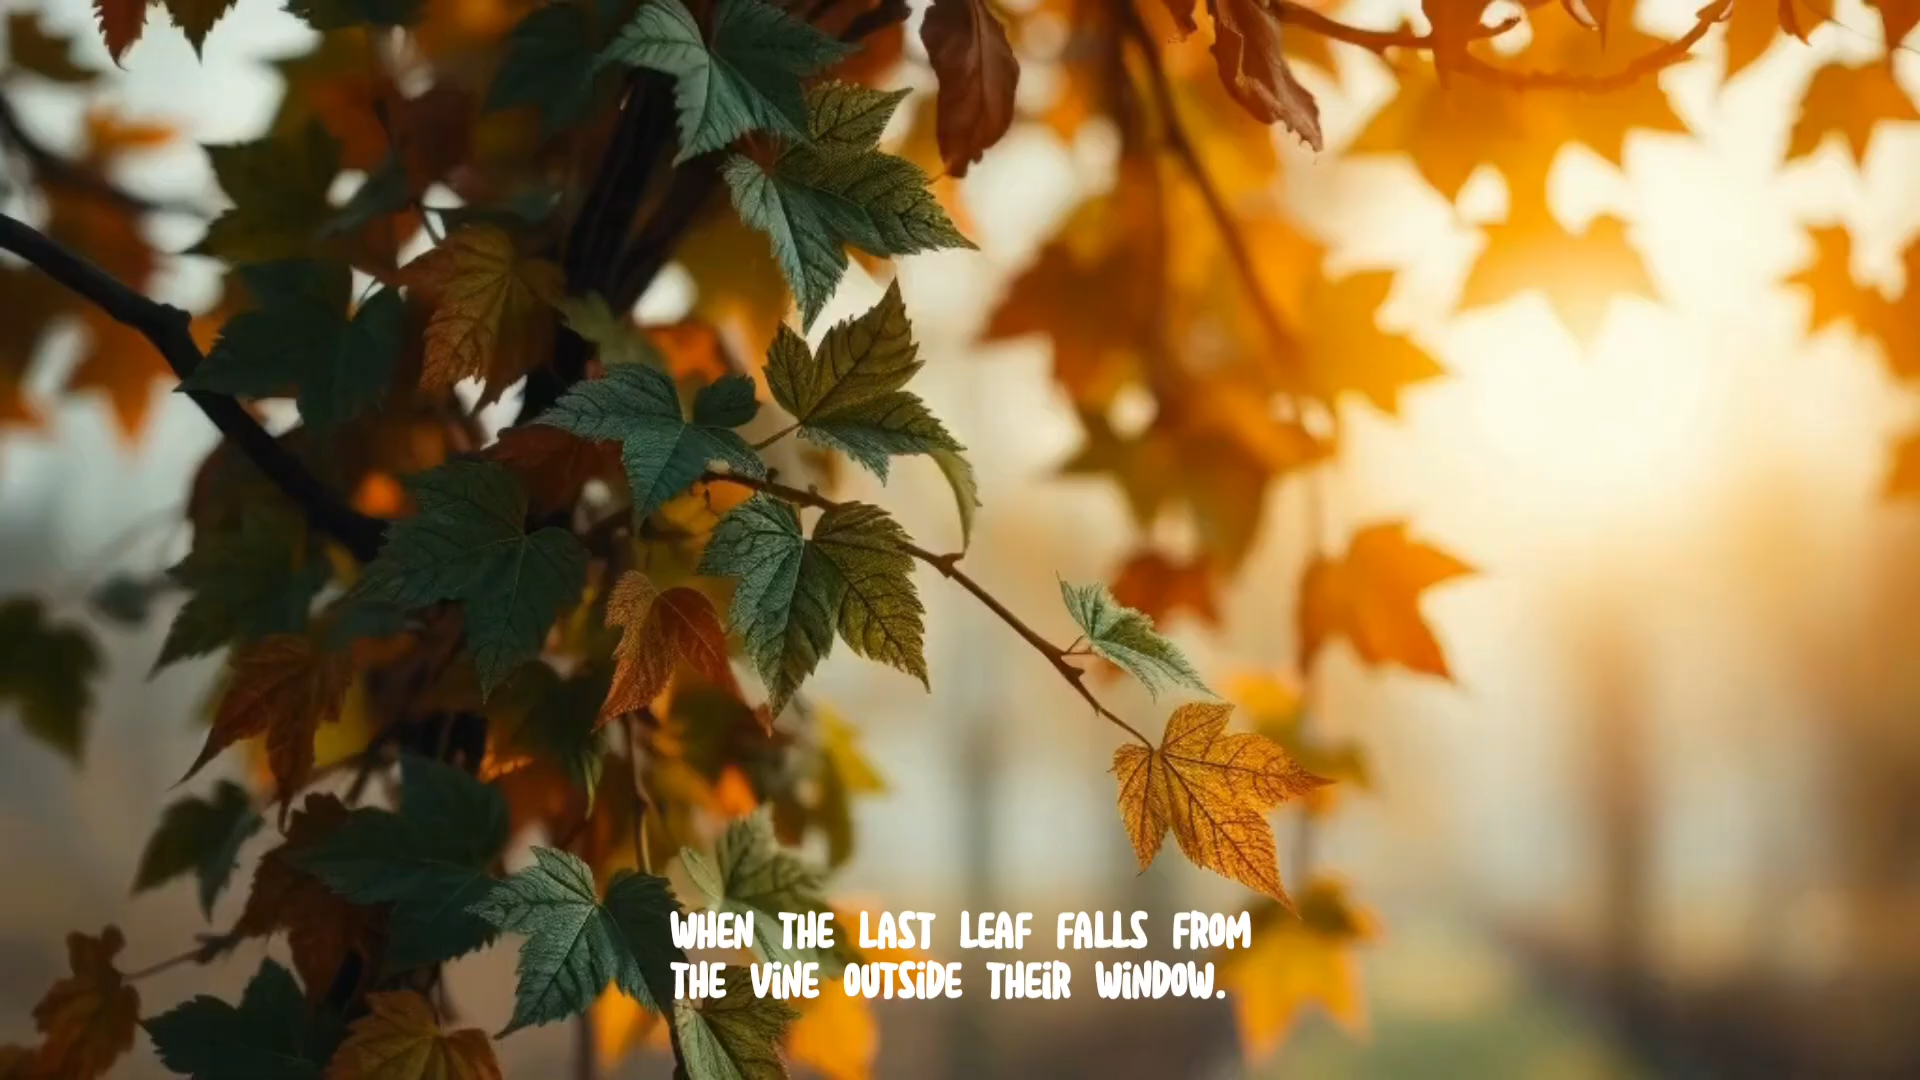 WHEN THE LAST LEAF FALLS FROM
THE VINE OUTSIDE THEIR WINDOW.